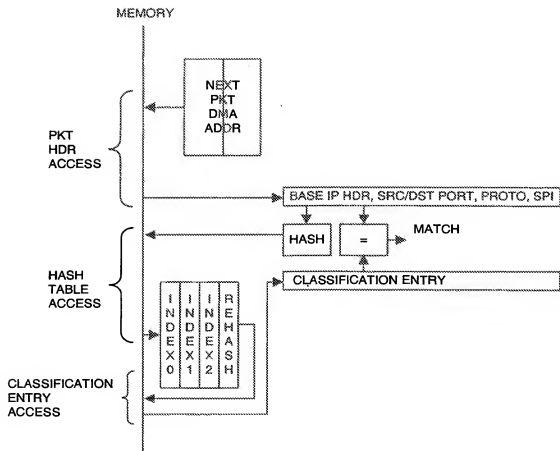 MEMORY
NEXT
PKT
DMA
ADDR
PKT
HDR
ACCESS
BASE IP HDR, SRC/DST PORT, PROTO, SPI
HASH
=
MATCH
HASH
TABLE
ACCESS
CLASSIFICATION ENTRY
INDEX0
INDEX1
INDEX2
REHASH
CLASSIFICATION
ENTRY
ACCESS